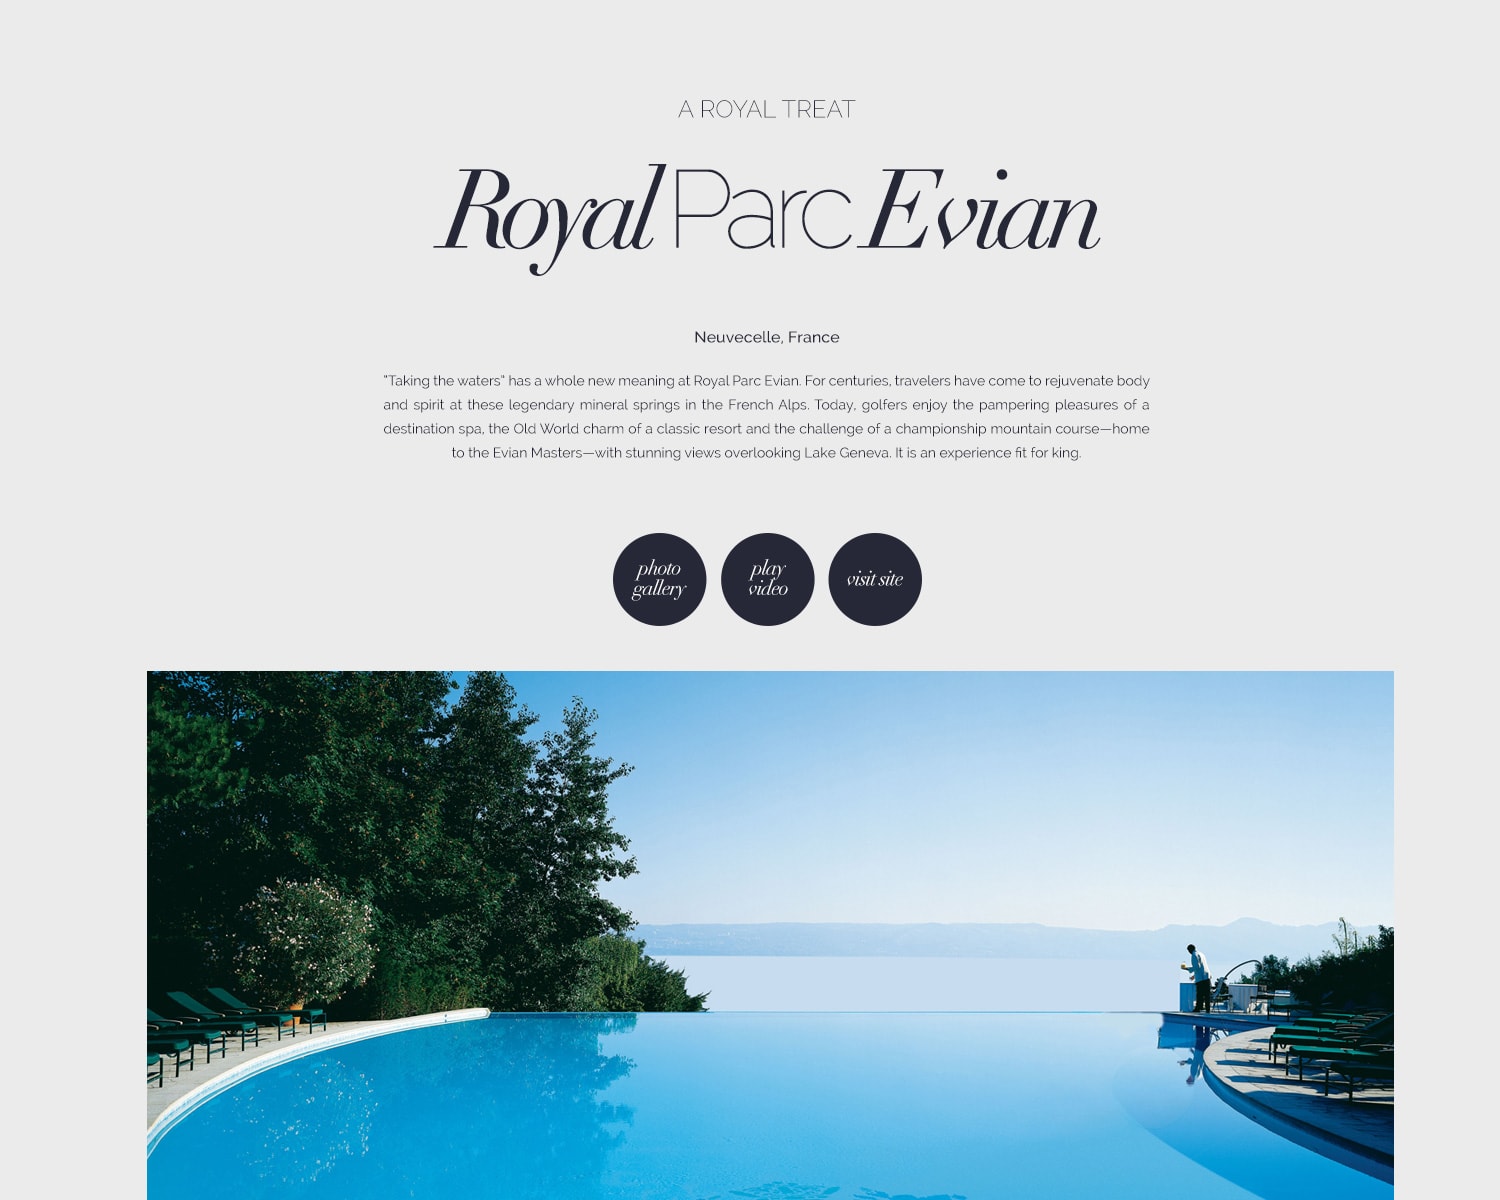 A ROYAL TREAT
Royal Parc Evian
Neuvecelle, France
"Taking the waters" has a whole new meaning at Royal Parc Evian. For centuries, travelers have come to rejuvenate body
and spirit at these legendary mineral springs in the French Alps. Today, golfers enjoy the pampering pleasures of a
destination spa, the Old World charm of a classic resort and the challenge of a championship mountain course—home
to the Evian Masters—with stunning views overlooking Lake Geneva. It is an experience fit for king.
photo
gallery
play
video
visit site